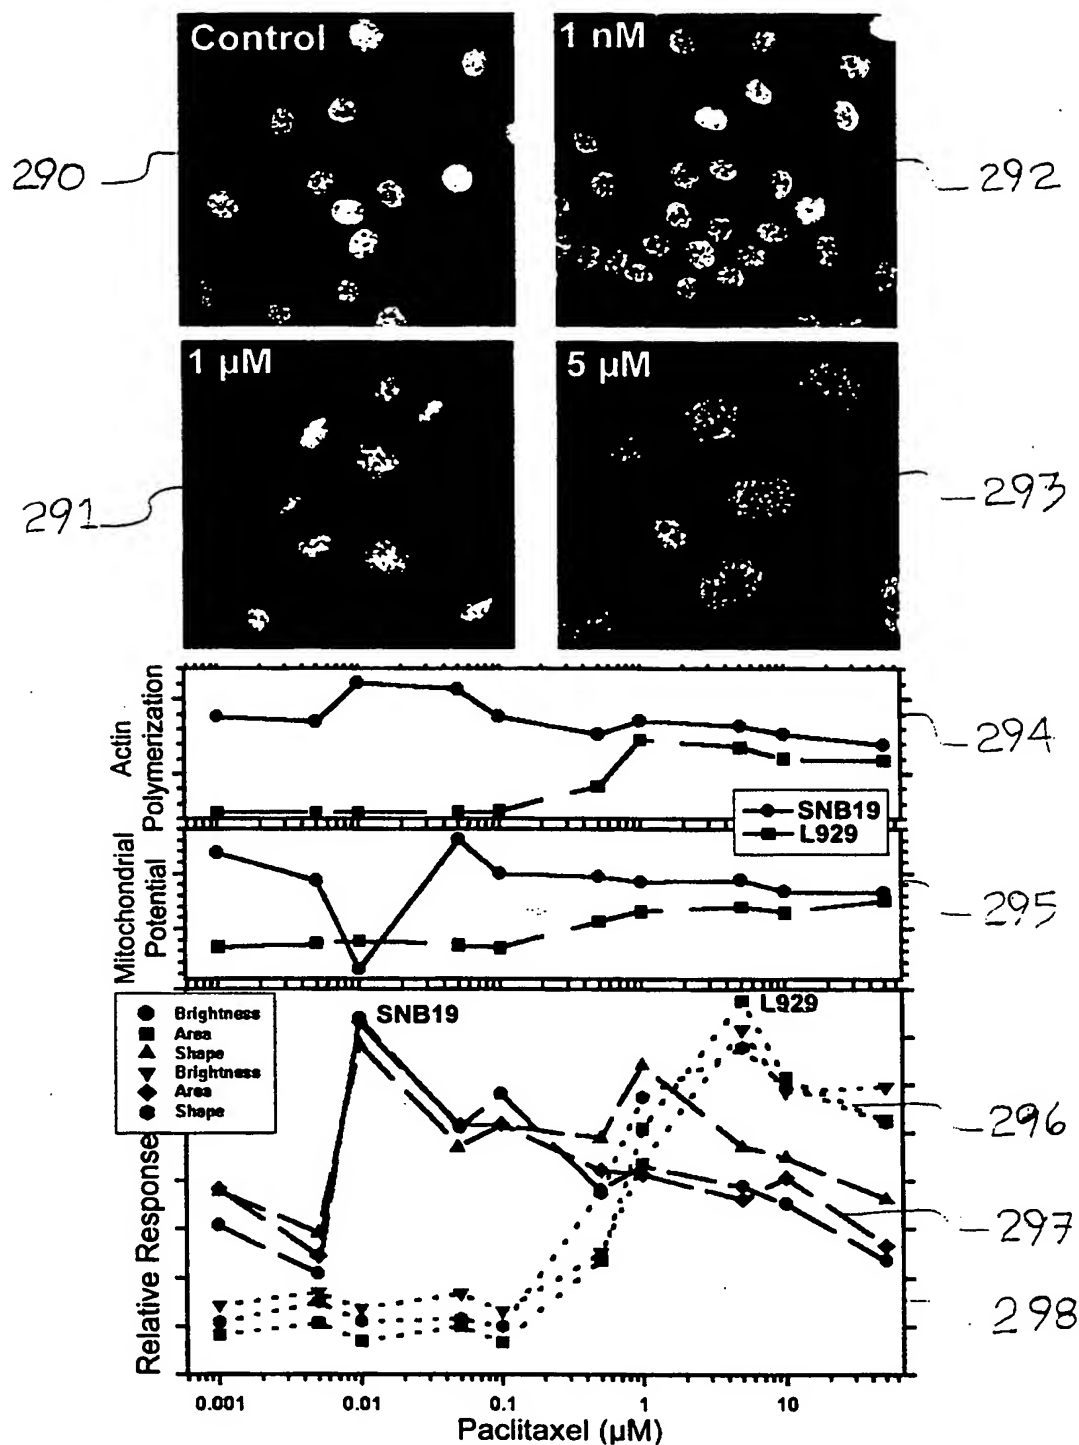 Control
1 nM
290
292
1 µM
5 µM
291
293
Actin
Polymerization
294
SNB19
L929
Mitochondrial
Potential
295
Brightness
Area
Shape
Brightness
Area
Shape
SNB19
L929
296
297
298
Relative Response
0.001
0.01
0.1
1
10
Paclitaxel (µM)